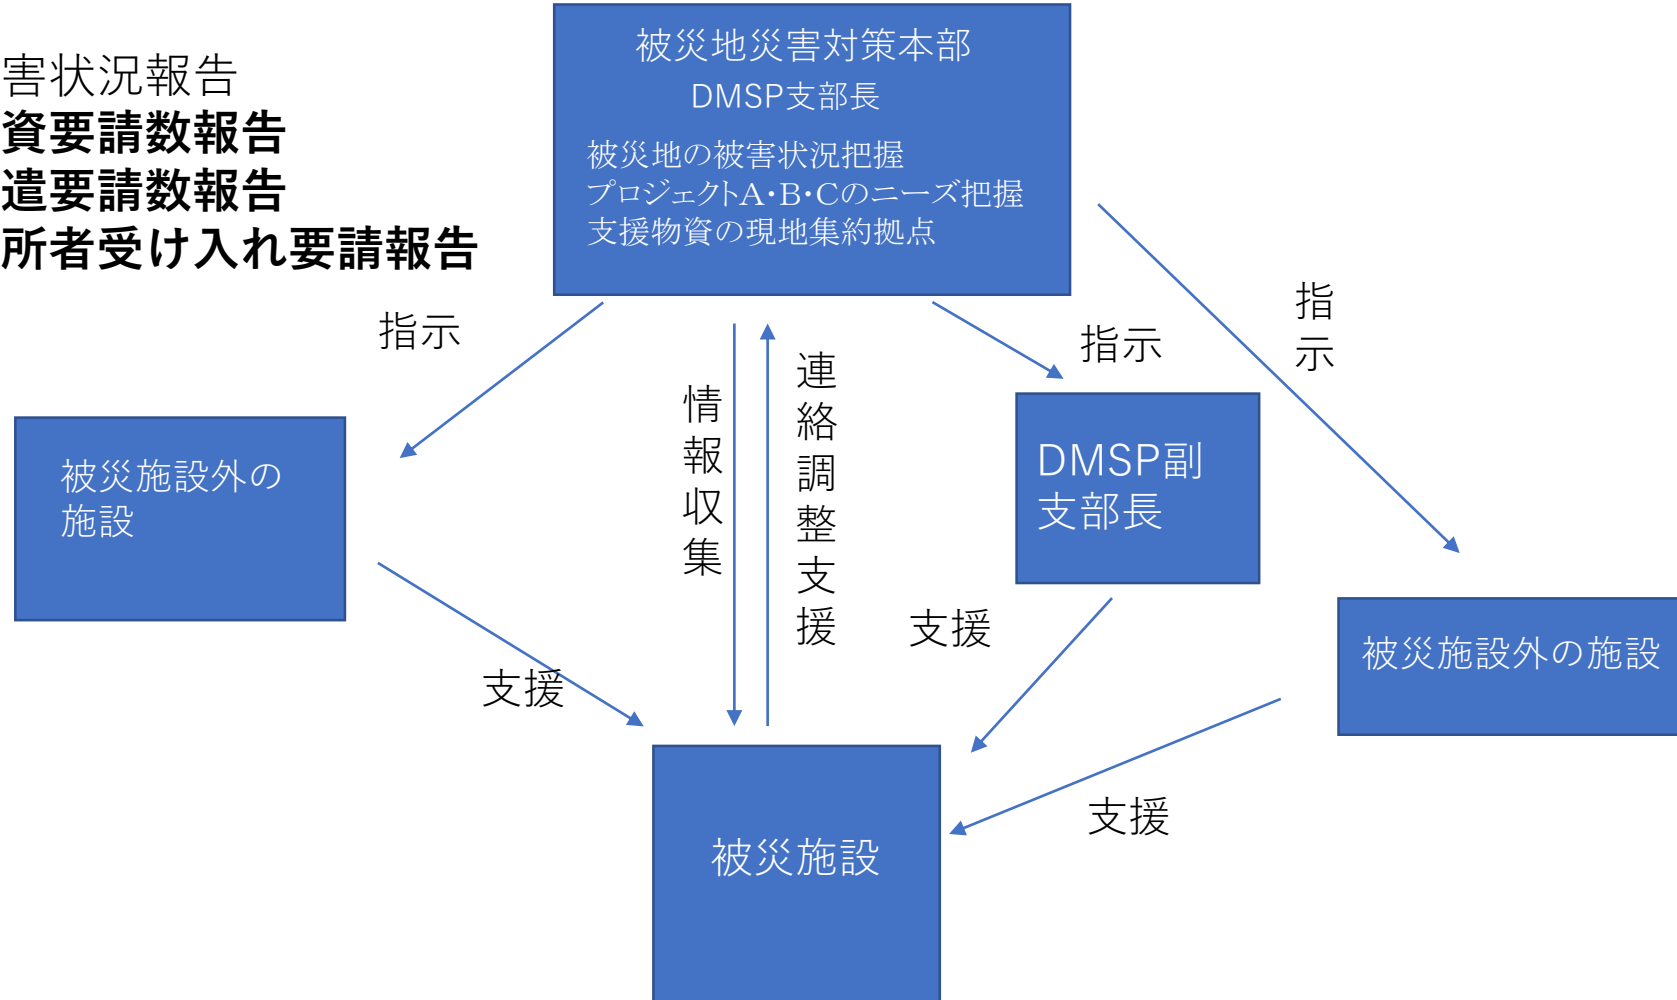 害状況報告
資要請数報告
遣要請数報告
所者受け入れ要請報告
被災地災害対策本部
DMSP支部長
被災地の被害状況把握
プロジェクトA・B・Cのニーズ把握
支援物資の現地集約拠点
指示
情報収集
連絡調整支援
指示
指示
被災施設外の
施設
DMSP副
支部長
被災施設外の施設
支援
支援
支援
被災施設